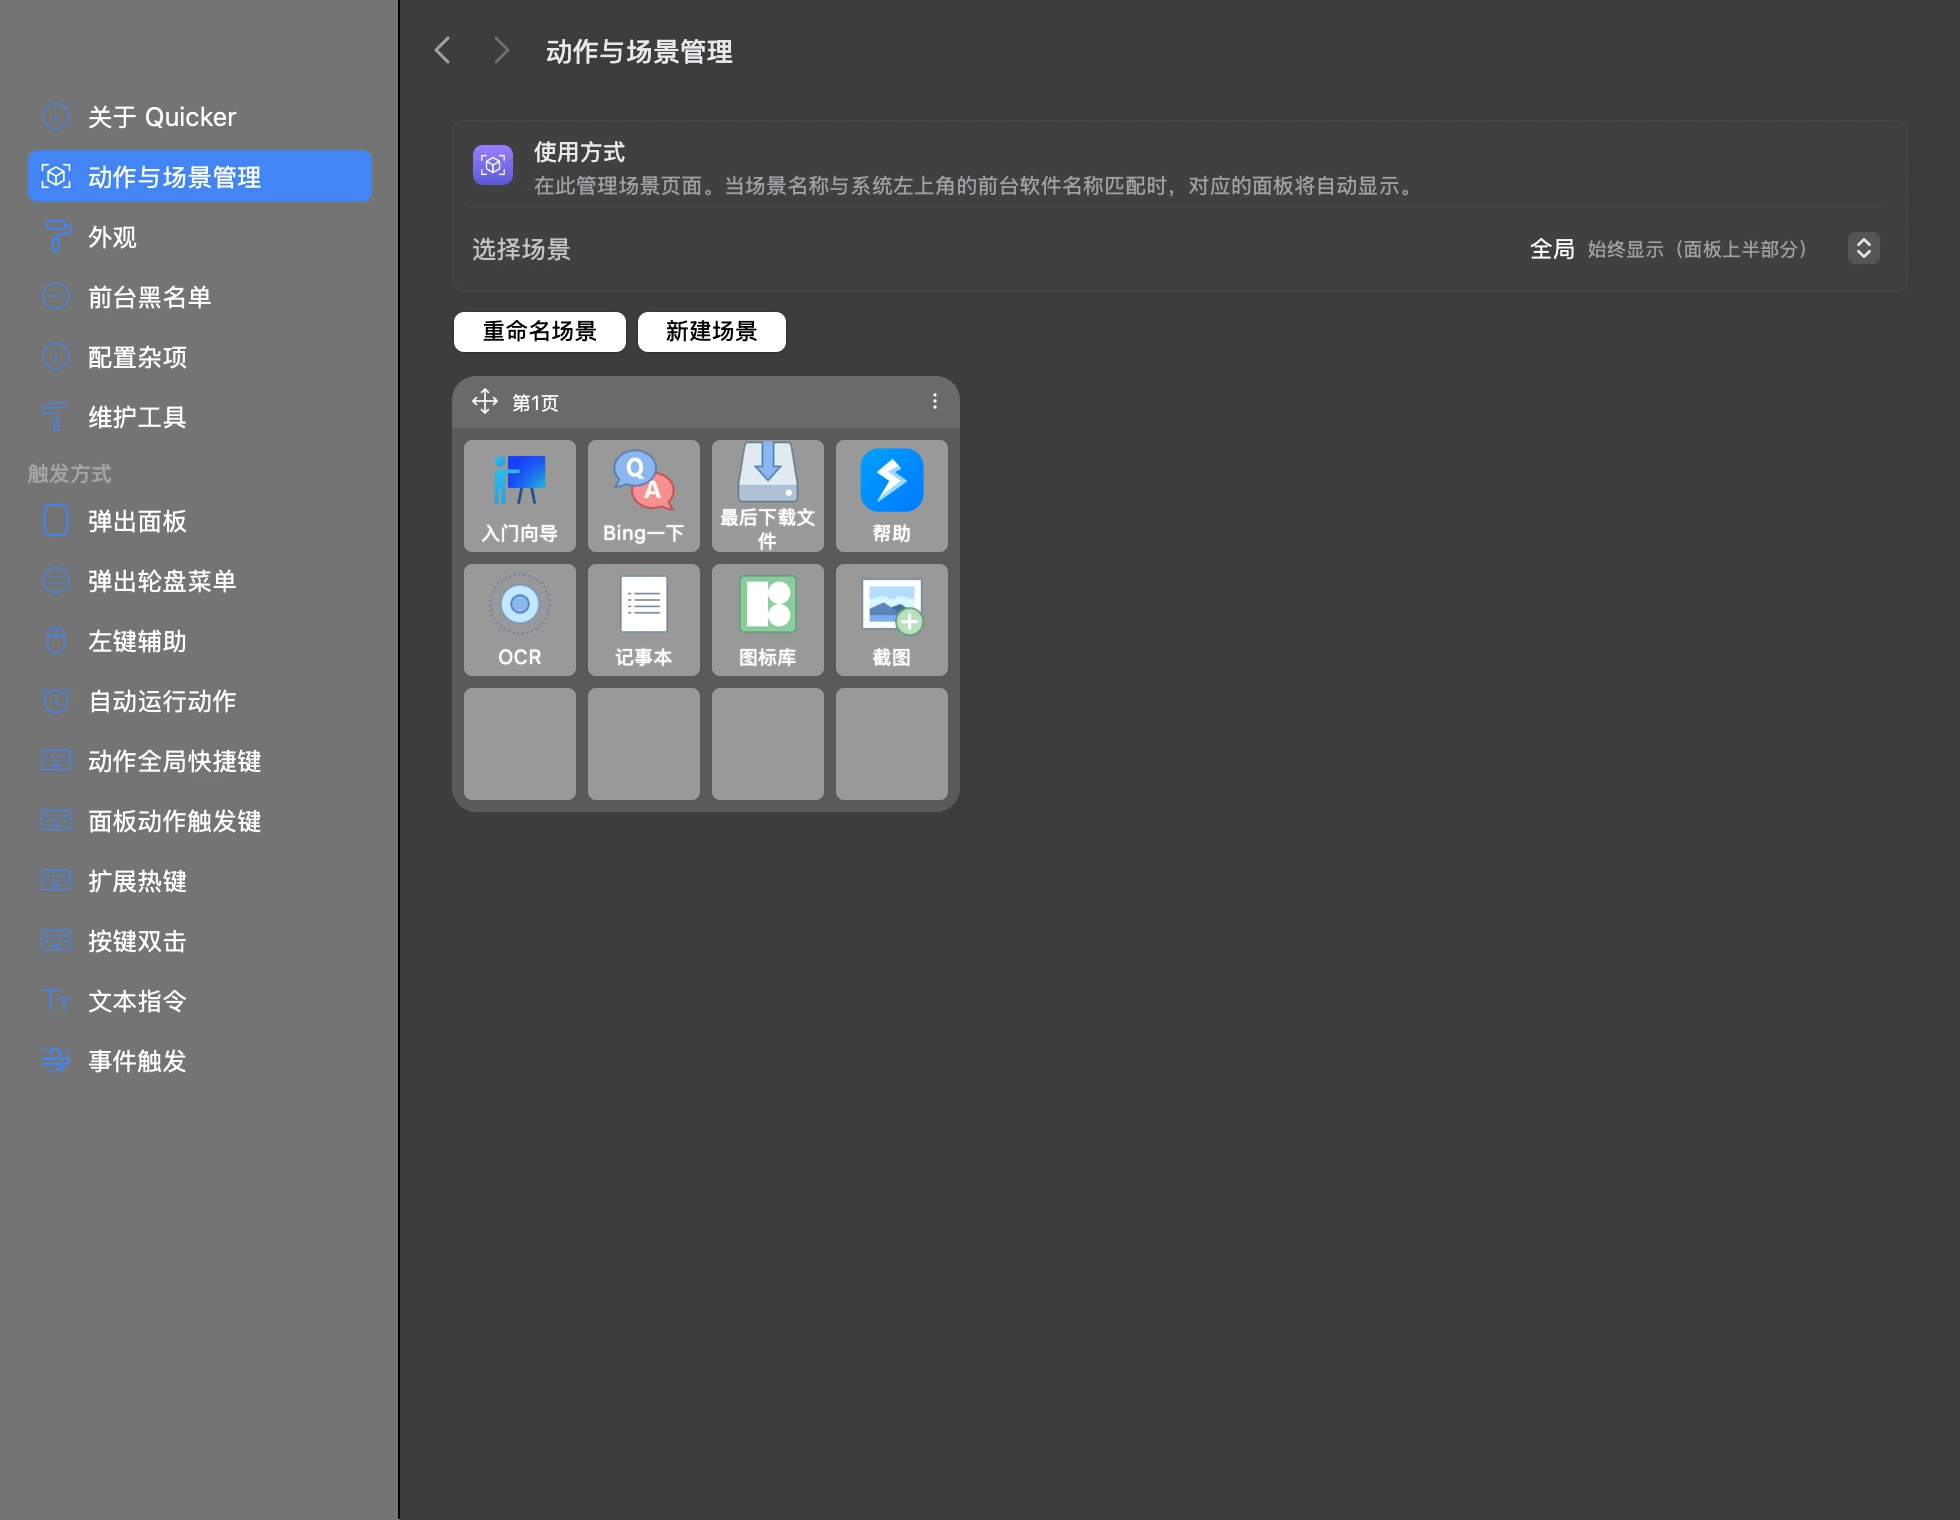 关于 Quicker
动作与场景管理
外观
前台黑名单
配置杂项
维护工具
触发方式
弹出面板
弹出轮盘菜单
左键辅助
自动运行动作
动作全局快捷键
面板动作触发键
扩展热键
按键双击
文本指令
事件触发
动作与场景管理
使用方式
在此管理场景页面。当场景名称与系统左上角的前台软件名称匹配时，对应的面板将自动显示。
选择场景
全局 始终显示（面板上半部分）
重命名场景
新建场景
第1页
入门向导
Q
A
Bing一下
最后下载文
件
帮助
OCR
记事本
图标库
截图